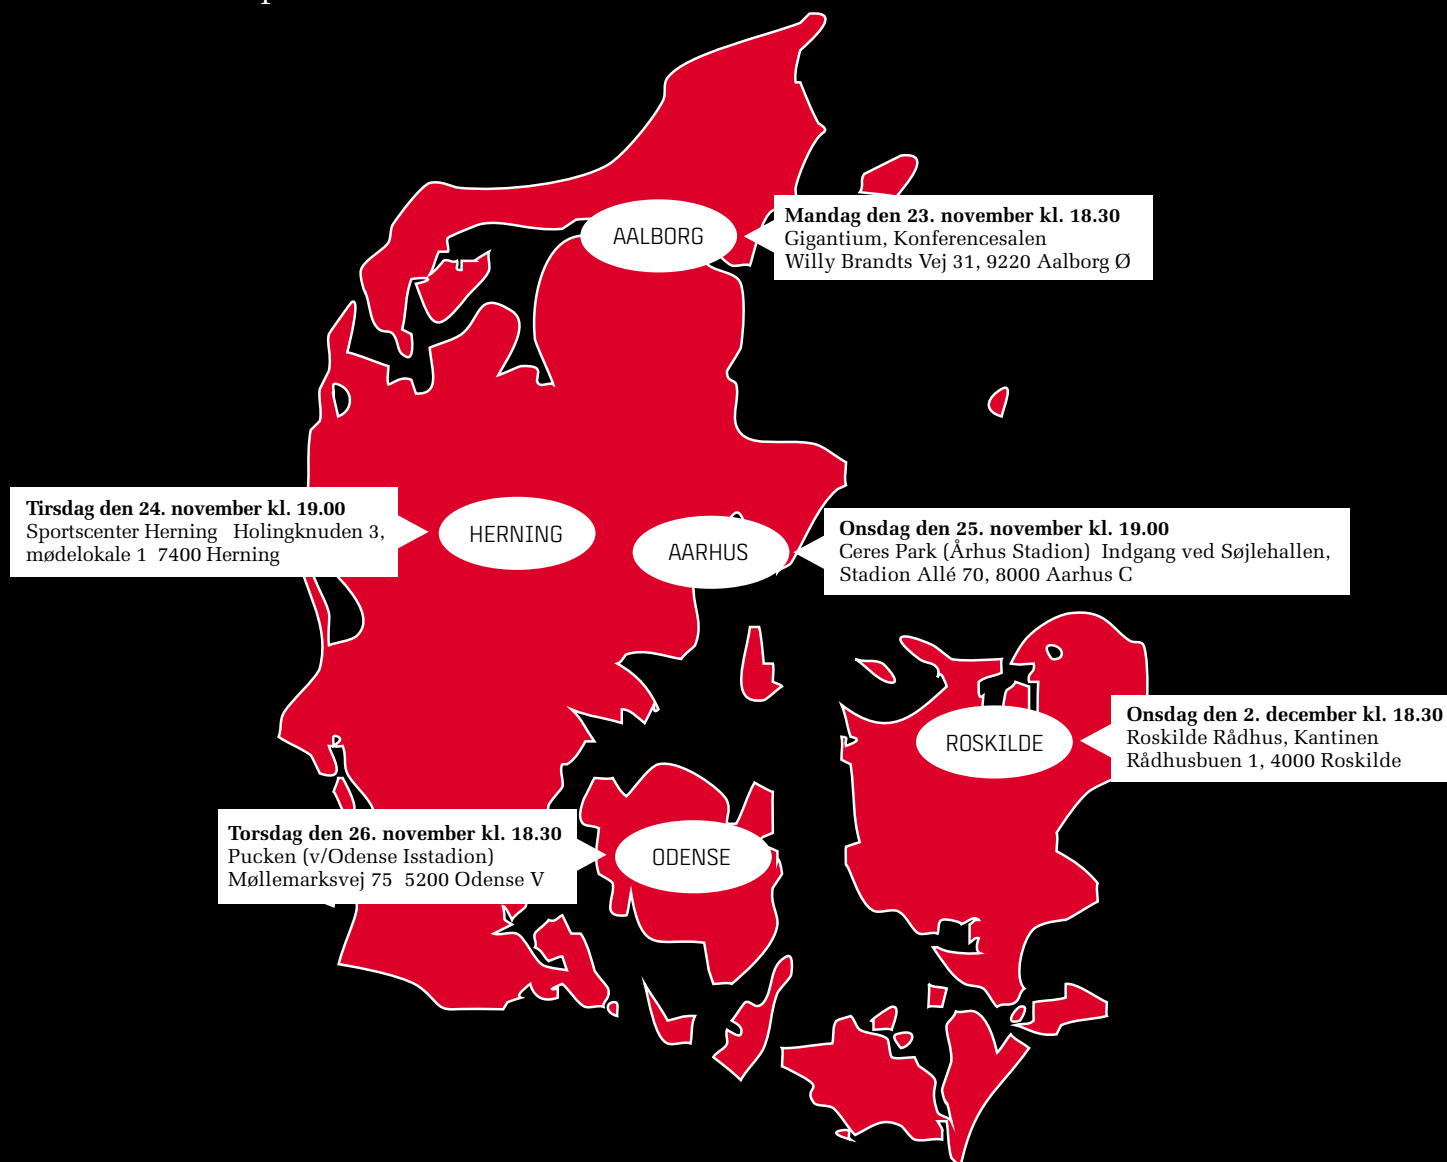 AALBORG
Mandag den 23. november kl. 18.30
Gigantium, Konferencesalen
Willy Brandts Vej 31, 9220 Aalborg Ø
Tirsdag den 24. november kl. 19.00
Sportscenter Herning Holingknuden 3,
mødelokale 1 7400 Herning
HERNING
AARHUS
Onsdag den 25. november kl. 19.00
Ceres Park (Århus Stadion) Indgang ved Søjlehallen,
Stadion Allé 70, 8000 Aarhus C
ROSKILDE
Onsdag den 2. december kl. 18.30
Roskilde Rådhus, Kantinen
Rådhusbuen 1, 4000 Roskilde
Torsdag den 26. november kl. 18.30
Pucken (v/Odense Isstadion)
Møllemarksvej 75 5200 Odense V
ODENSE